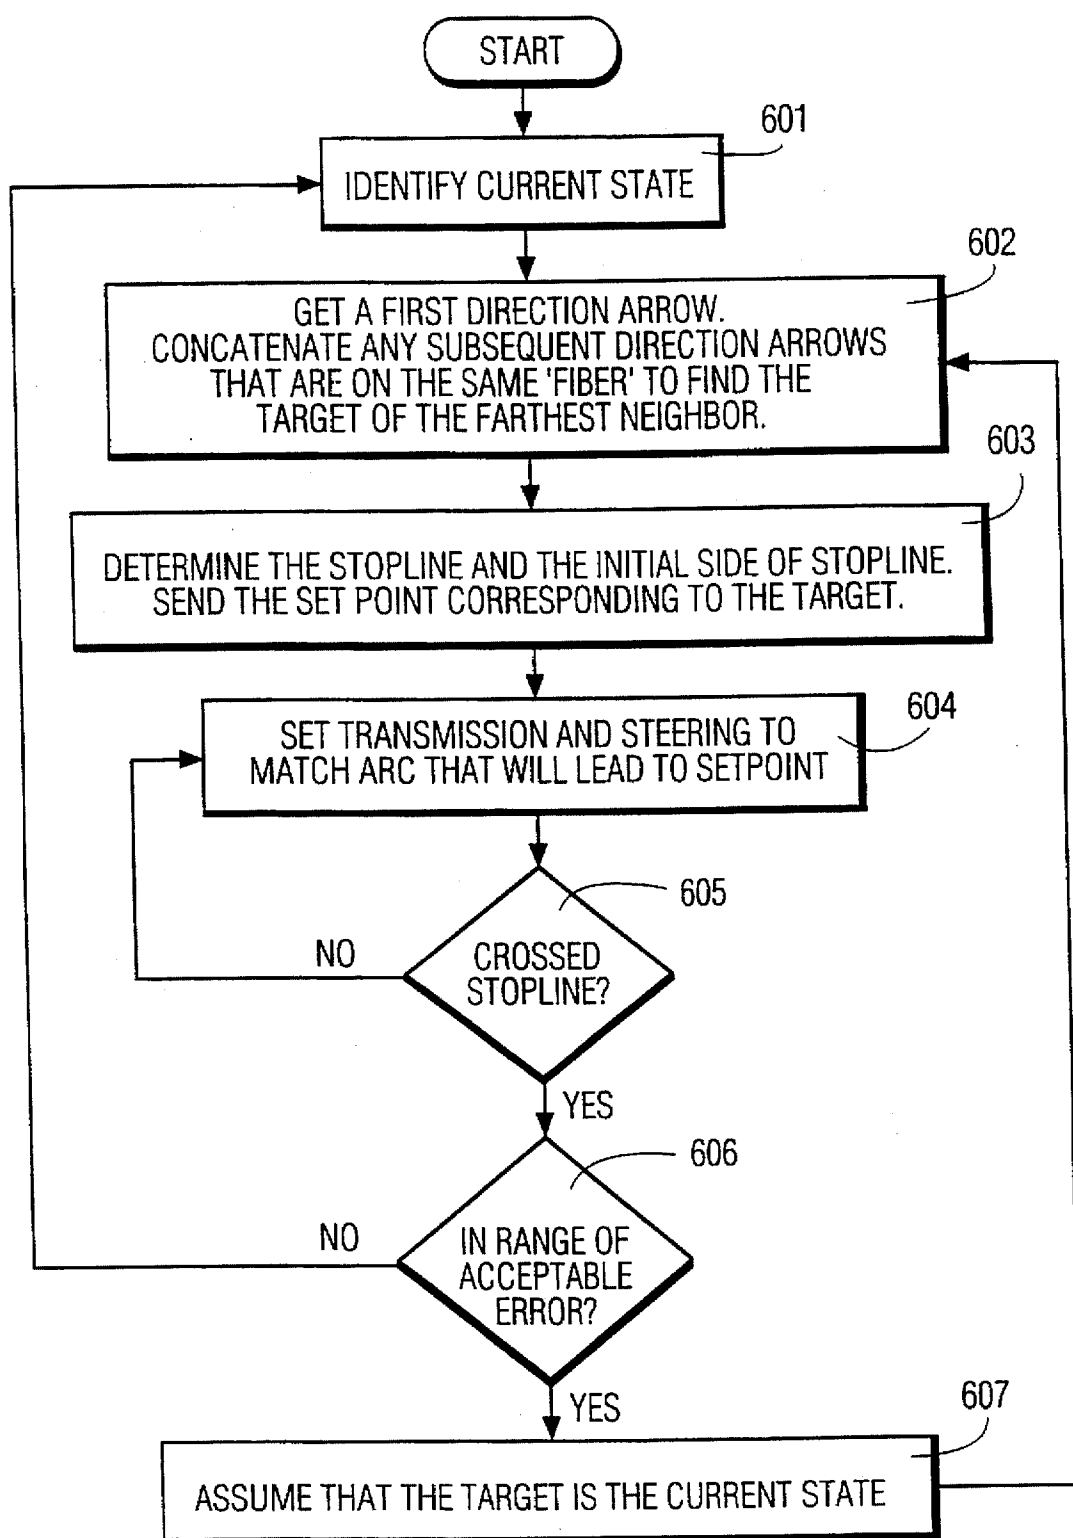 START
601
IDENTIFY CURRENT STATE
602
GET A FIRST DIRECTION ARROW.
CONCATENATE ANY SUBSEQUENT DIRECTION ARROWS
THAT ARE ON THE SAME 'FIBER' TO FIND THE
TARGET OF THE FARTHEST NEIGHBOR.
603
DETERMINE THE STOPLINE AND THE INITIAL SIDE OF STOPLINE.
SEND THE SET POINT CORRESPONDING TO THE TARGET.
604
SET TRANSMISSION AND STEERING TO
MATCH ARC THAT WILL LEAD TO SETPOINT
605
NO
CROSSED
STOPLINE?
YES
606
NO
IN RANGE OF
ACCEPTABLE
ERROR?
YES
607
ASSUME THAT THE TARGET IS THE CURRENT STATE